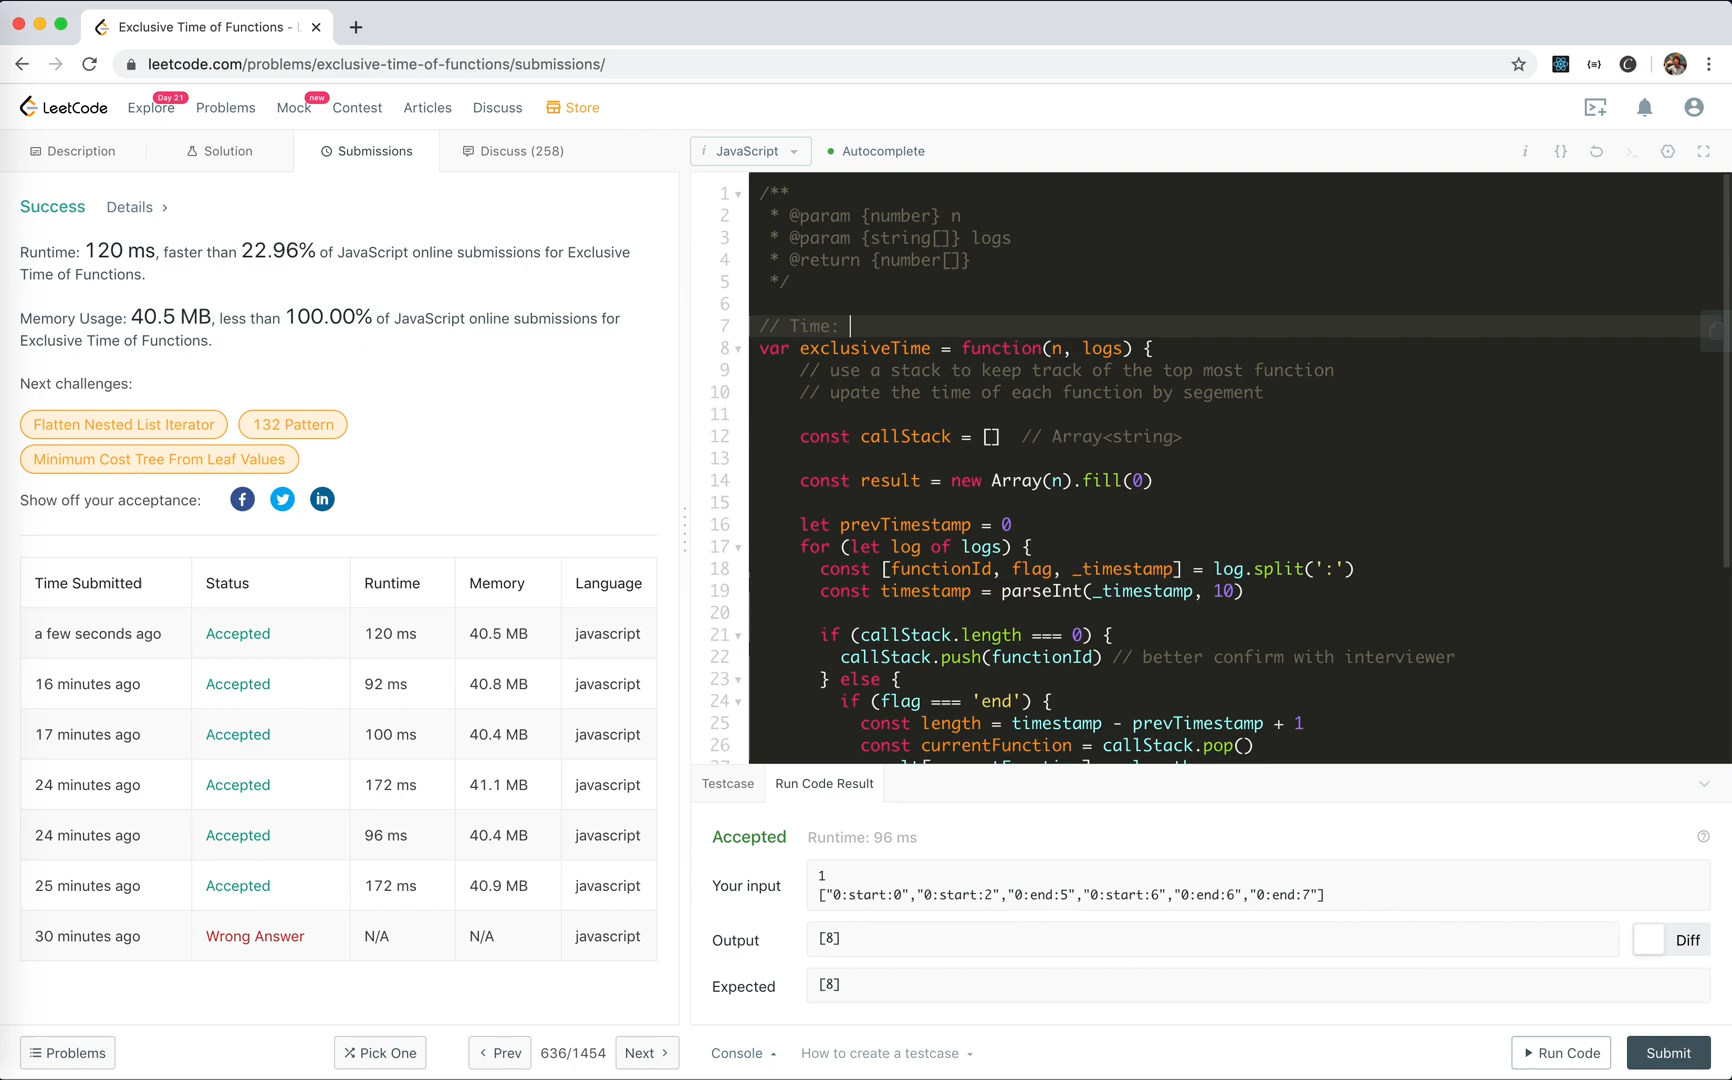 Exclusive Time of Functions - L
leetcode.com/problems/exclusive-time-of-functions/submissions/
LeetCode
Explore
Day 21
Problems
Mock
new
Contest
Articles
Discuss
Store
Description
Solution
Submissions
Discuss (258)
i JavaScript
Autocomplete
Success
Details
Runtime: 120 ms, faster than 22.96% of JavaScript online submissions for Exclusive
Time of Functions.
Memory Usage: 40.5 MB, less than 100.00% of JavaScript online submissions for
Exclusive Time of Functions.
Next challenges:
Flatten Nested List Iterator
132 Pattern
Minimum Cost Tree From Leaf Values
Show off your acceptance:
Time Submitted Status Runtime Memory Language
a few seconds ago Accepted 120 ms 40.5 MB javascript
16 minutes ago Accepted 92 ms 40.8 MB javascript
17 minutes ago Accepted 100 ms 40.4 MB javascript
24 minutes ago Accepted 172 ms 41.1 MB javascript
24 minutes ago Accepted 96 ms 40.4 MB javascript
25 minutes ago Accepted 172 ms 40.9 MB javascript
30 minutes ago Wrong Answer N/A N/A javascript
Problems
Pick One
Prev
636/1454
Next
1 /**
2 * @param {number} n
3 * @param {string[]} logs
4 * @return {number[]}
5 */
6
7 // Time:
8 var exclusiveTime = function(n, logs) {
9 // use a stack to keep track of the top most function
10 // upate the time of each function by segement
11
12 const callStack = [] // Array<string>
13
14 const result = new Array(n).fill(0)
15
16 let prevTimestamp = 0
17 for (let log of logs) {
18 const [functionId, flag, _timestamp] = log.split(':')
19 const timestamp = parseInt(_timestamp, 10)
20
21 if (callStack.length === 0) {
22 callStack.push(functionId) // better confirm with interviewer
23 } else {
24 if (flag === 'end') {
25 const length = timestamp - prevTimestamp + 1
26 const currentFunction = callStack.pop()
Testcase
Run Code Result
Accepted
Runtime: 96 ms
Your input
1
["0:start:0","0:start:2","0:end:5","0:start:6","0:end:6","0:end:7"]
Output
[8]
Diff
Expected
[8]
Console
How to create a testcase
Run Code
Submit